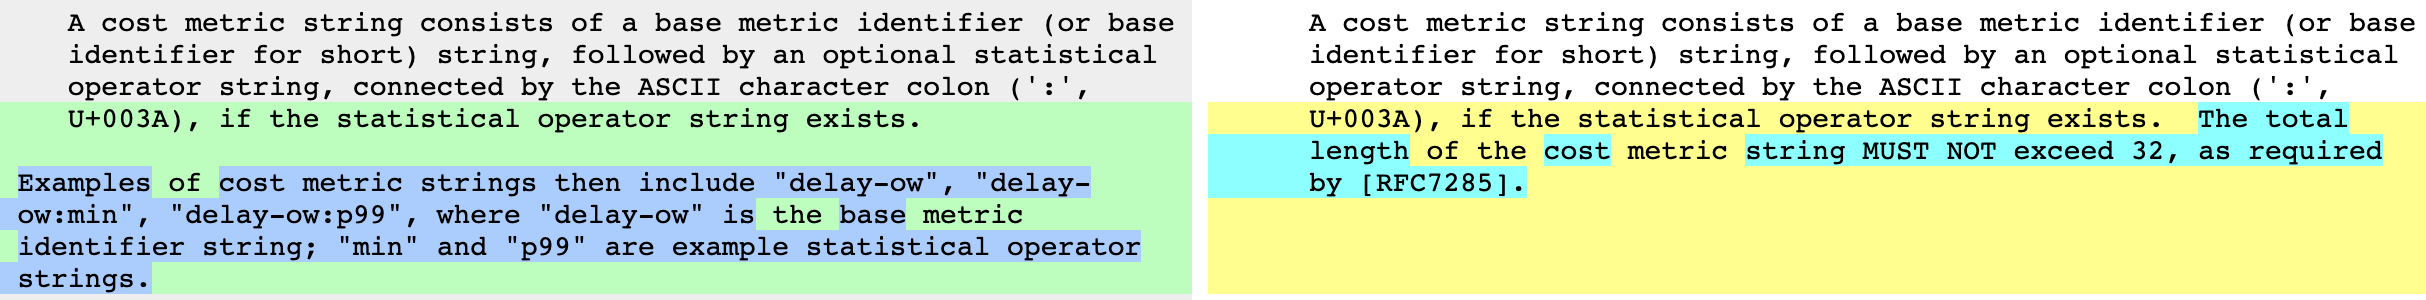 A cost metric string consists of a base metric identifier (or base
identifier for short) string, followed by an optional statistical
operator string, connected by the ASCII character colon (':',
U+003A), if the statistical operator string exists.
Examples of cost metric strings then include "delay-ow", "delay-
ow:min", "delay-ow:p99", where "delay-ow" is the base metric
identifier string; "min" and "p99" are example statistical operator
strings.
A cost metric string consists of a base metric identifier (or base
identifier for short) string, followed by an optional statistical
operator string, connected by the ASCII character colon (':',
U+003A), if the statistical operator string exists.  The total
length of the cost metric string MUST NOT exceed 32, as required
by [RFC7285].